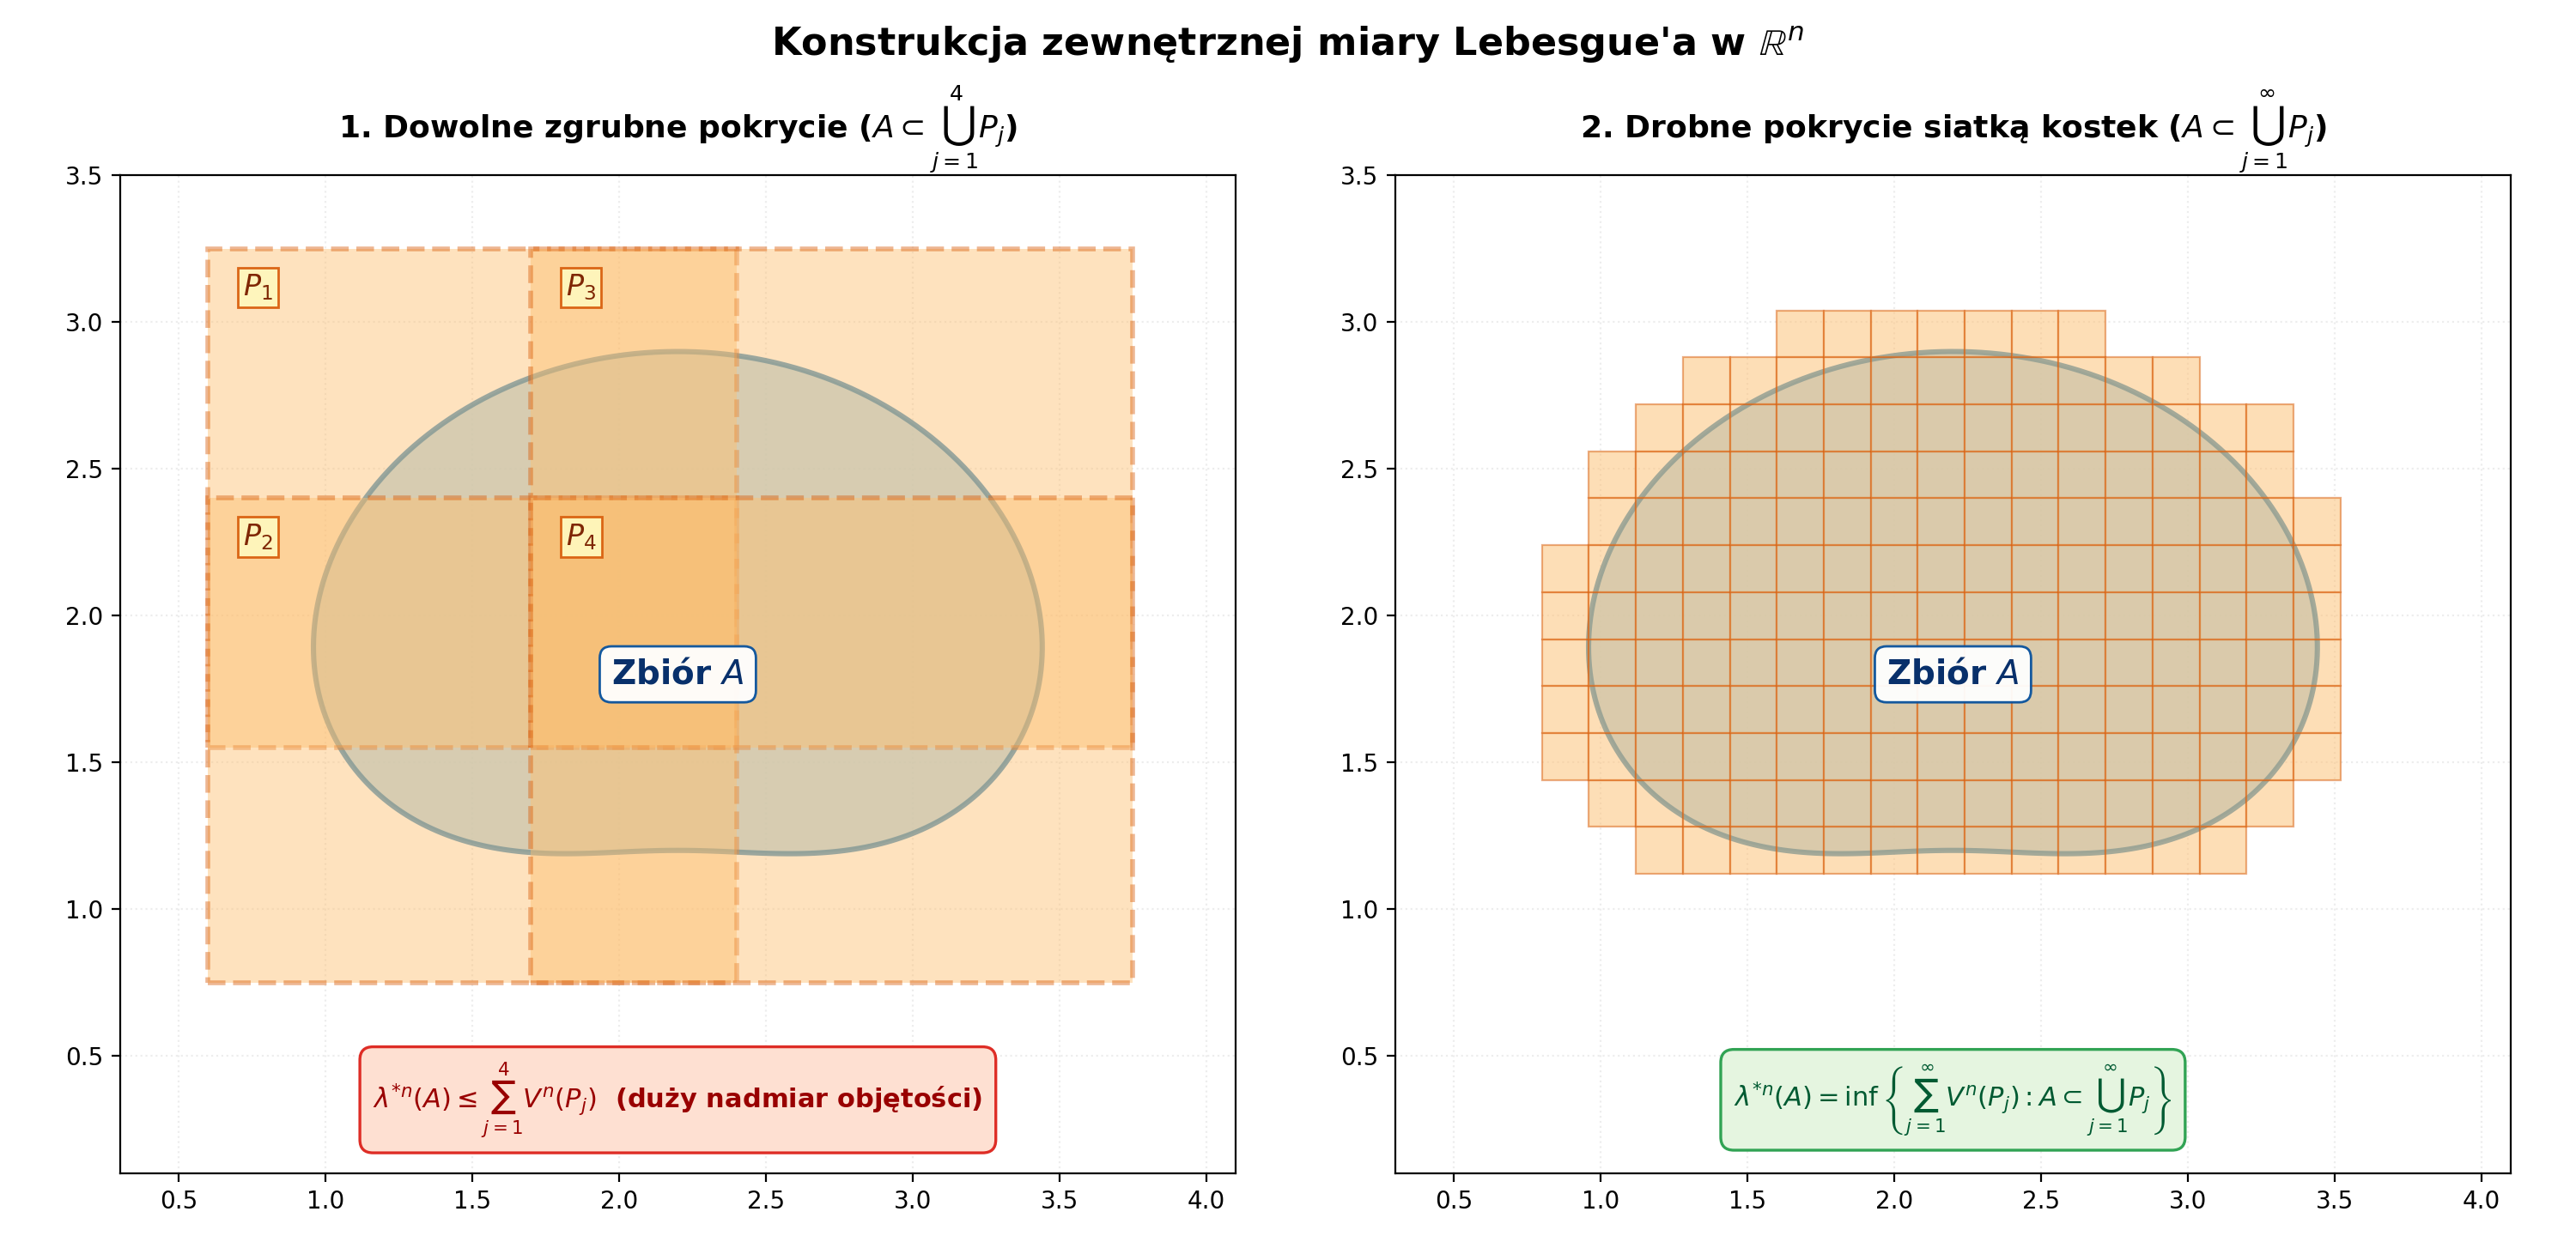 Konstrukcja zewnętrznej miary Lebesgue'a w ℝⁿ
1. Dowolne zgrubne pokrycie (A ⊂ ⋃_{j=1}^{4} P_j)
3.5
3.0
2.5
2.0
1.5
1.0
0.5
P₁
P₃
P₂
P₄
Zbiór A
λ*ⁿ(A) ≤ ∑_{j=1}^{4} Vⁿ(P_j) (duży nadmiar objętości)
0.5 1.0 1.5 2.0 2.5 3.0 3.5 4.0
2. Drobne pokrycie siatką kostek (A ⊂ ⋃_{j=1}^{∞} P_j)
3.5
3.0
2.5
2.0
1.5
1.0
0.5
Zbiór A
λ*ⁿ(A) = inf {∑_{j=1}^{∞} Vⁿ(P_j) : A ⊂ ⋃_{j=1}^{∞} P_j}
0.5 1.0 1.5 2.0 2.5 3.0 3.5 4.0